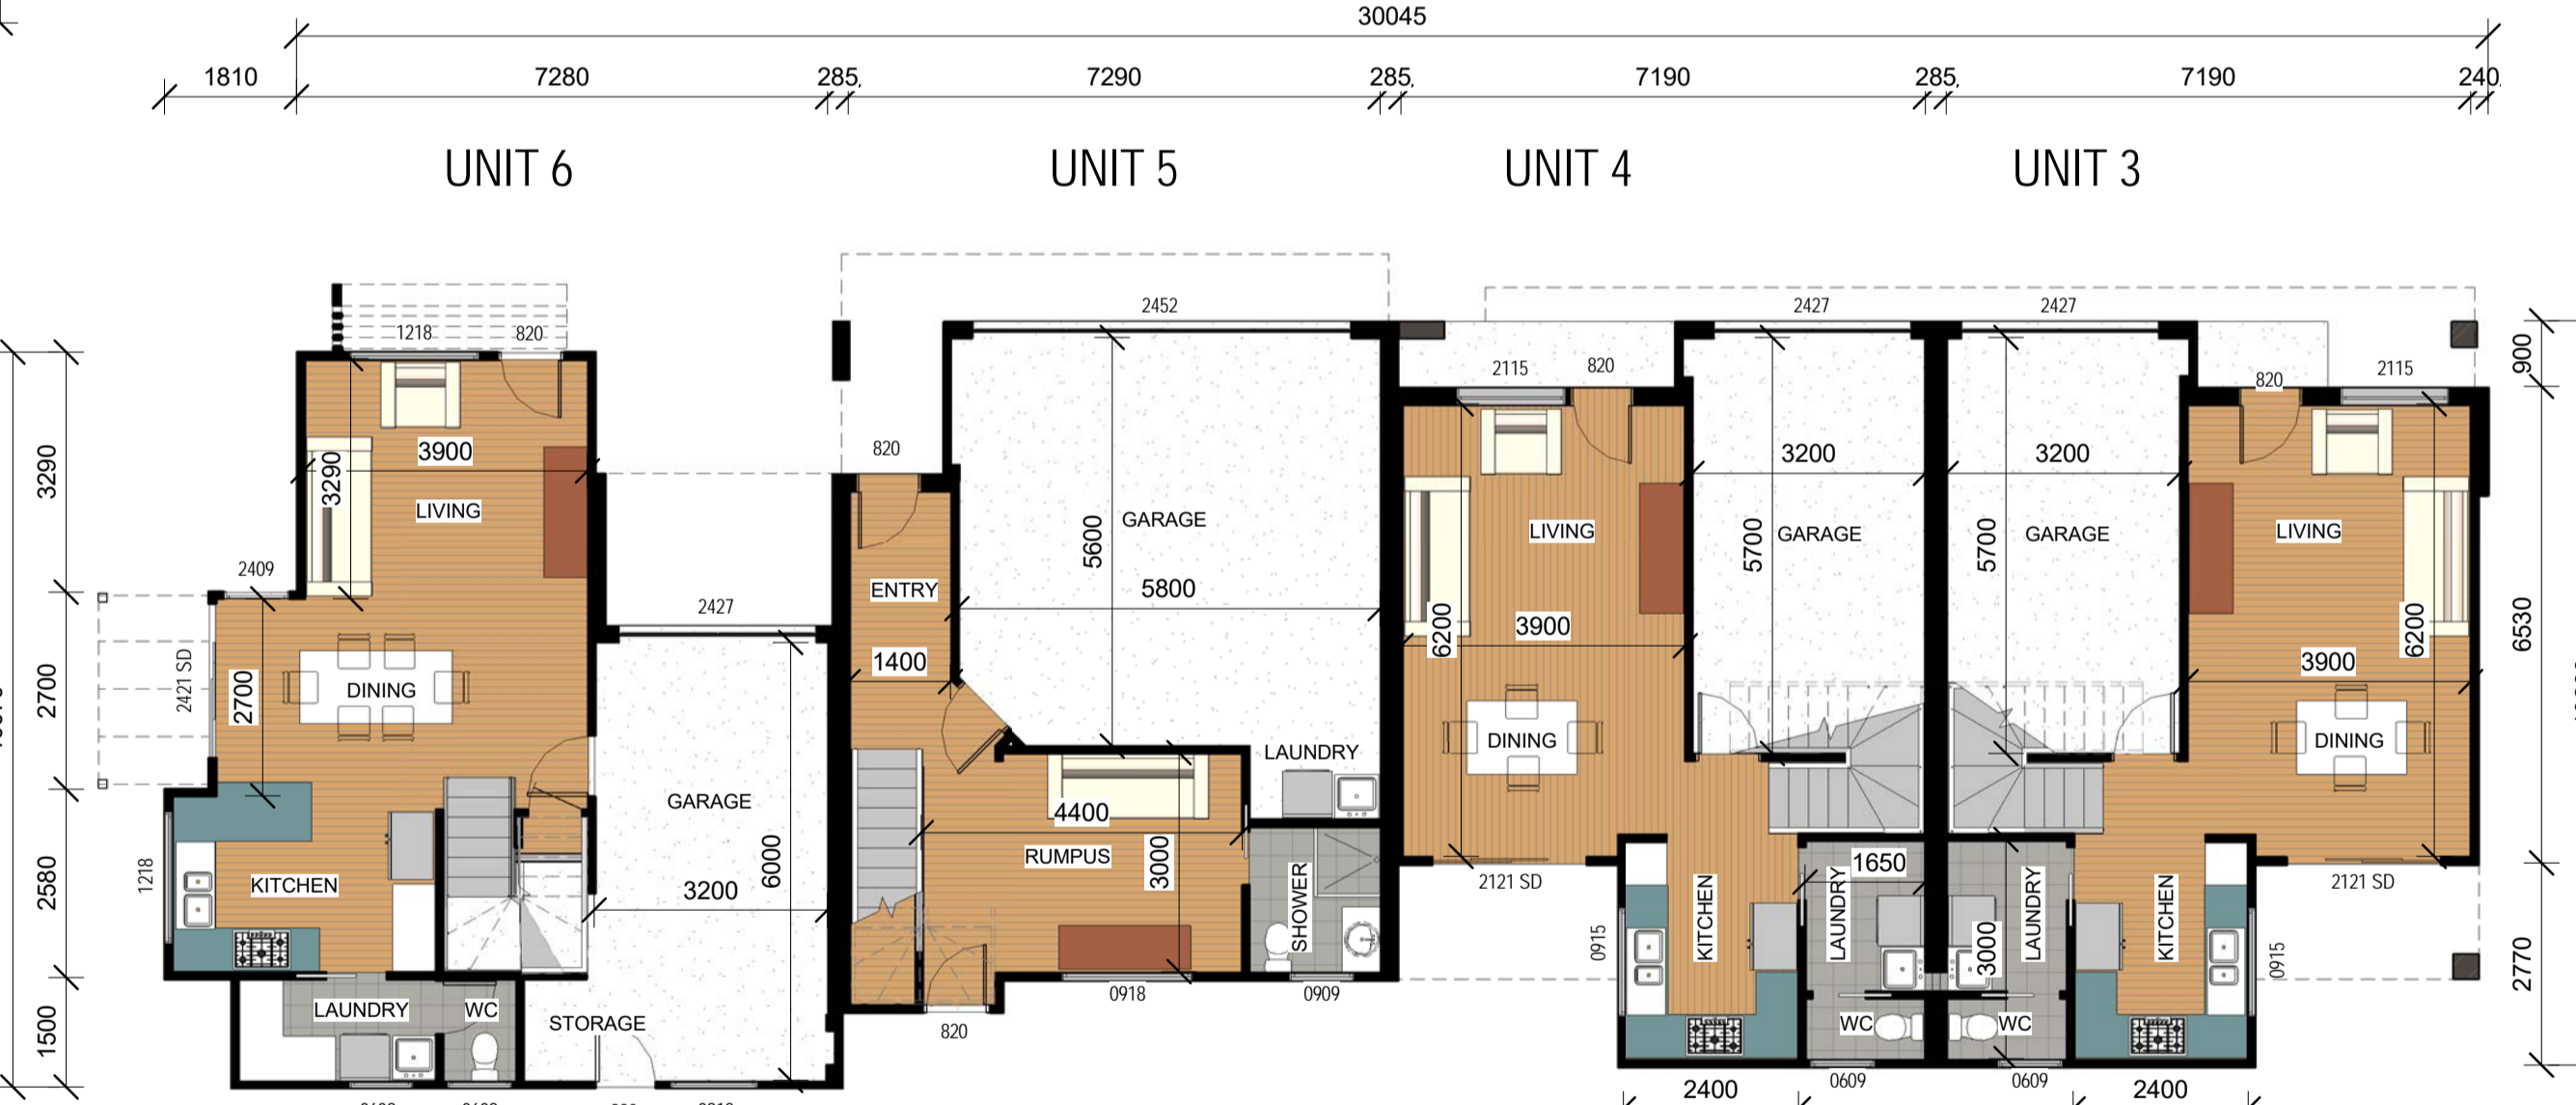 30045
1810 7280 285, 7290 285, 7190 285, 7190 240,
UNIT 6 UNIT 5 UNIT 4 UNIT 3
2452 2427 2427
1218 820
900
2115 820 820 2115
820
3290 3290 3900 3200 3200
LIVING GARAGE LIVING GARAGE GARAGE LIVING
5600 5700 5700
2409 ENTRY 5800
2427 6200 3900 6200 6530
1400 3900
2700 2421 SD 2700 DINING
LAUNDRY DINING DINING
GARAGE 4400
2580 1218 KITCHEN 3200 6000 RUMPUS 3000 SHOWER 1650
2121 SD 2121 SD
KITCHEN LAUNDRY LAUNDRY KITCHEN
0915 3000 0915 2770
0918 0909
1500 LAUNDRY WC STORAGE 820 WC WC
0609 0609
2400 2400